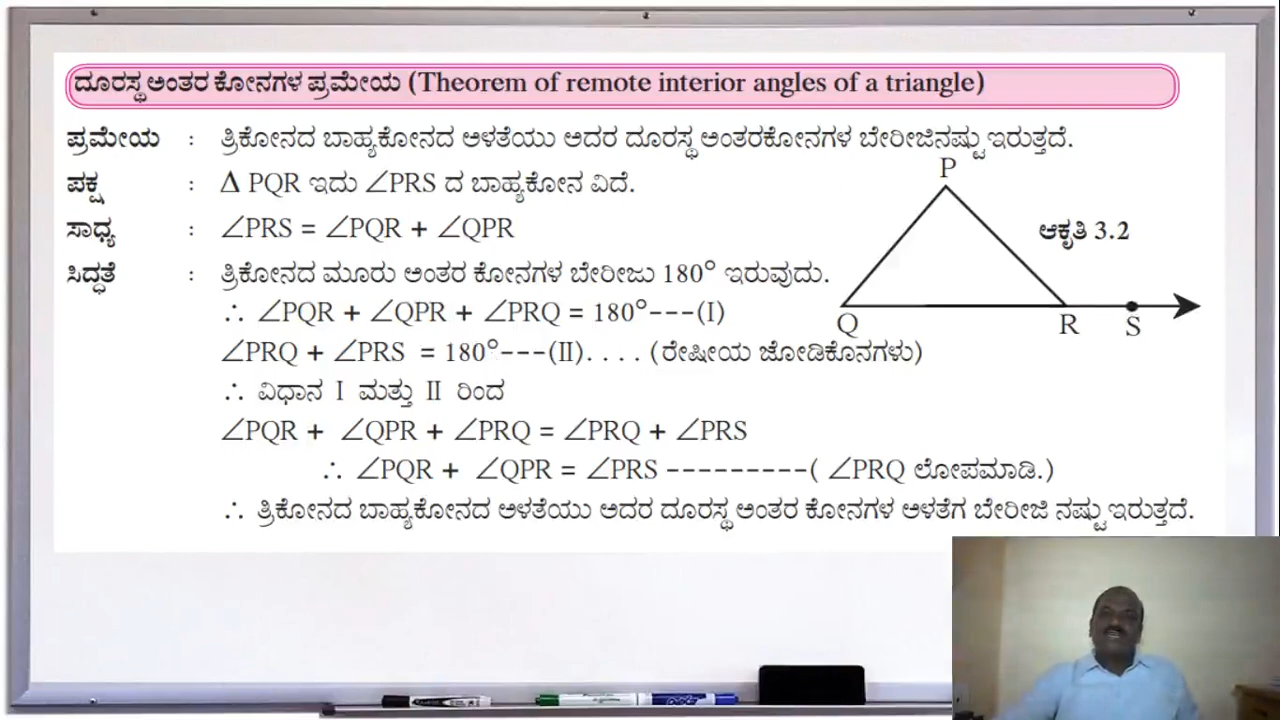 ದೂರಸ್ಥ ಅಂತರ ಕೋನಗಳ ಪ್ರಮೇಯ (Theorem of remote interior angles of a triangle)
ಪ್ರಮೇಯ : ತ್ರಿಕೋನದ ಬಾಹ್ಯಕೋನದ ಅಳತೆಯು ಅದರ ದೂರಸ್ಥ ಅಂತರಕೋನಗಳ ಬೇರೀಜಿನಷ್ಟು ಇರುತ್ತದೆ.
ಪಕ್ಷ : Δ PQR ಇದು ∠PRS ದ ಬಾಹ್ಯಕೋನ ವಿದೆ.
ಸಾಧ್ಯ : ∠PRS = ∠PQR + ∠QPR
ಸಿದ್ಧತೆ : ತ್ರಿಕೋನದ ಮೂರು ಅಂತರ ಕೋನಗಳ ಬೇರೀಜು 180° ಇರುವುದು.
∴ ∠PQR + ∠QPR + ∠PRQ = 180°---(I)
∠PRQ + ∠PRS = 180°---(II). . . . (ರೇಷೀಯ ಜೋಡಿಕೊನಗಳು)
∴ ವಿಧಾನ I ಮತ್ತು II ರಿಂದ
∠PQR + ∠QPR + ∠PRQ = ∠PRQ + ∠PRS
∴ ∠PQR + ∠QPR = ∠PRS ---------( ∠PRQ ಲೋಪಮಾಡಿ.)
∴ ತ್ರಿಕೋನದ ಬಾಹ್ಯಕೋನದ ಅಳತೆಯು ಅದರ ದೂರಸ್ಥ ಅಂತರ ಕೋನಗಳ ಅಳತೆಗ ಬೇರೀಜಿ ನಷ್ಟು ಇರುತ್ತದೆ.
P
ಆಕೃತಿ 3.2
Q R S